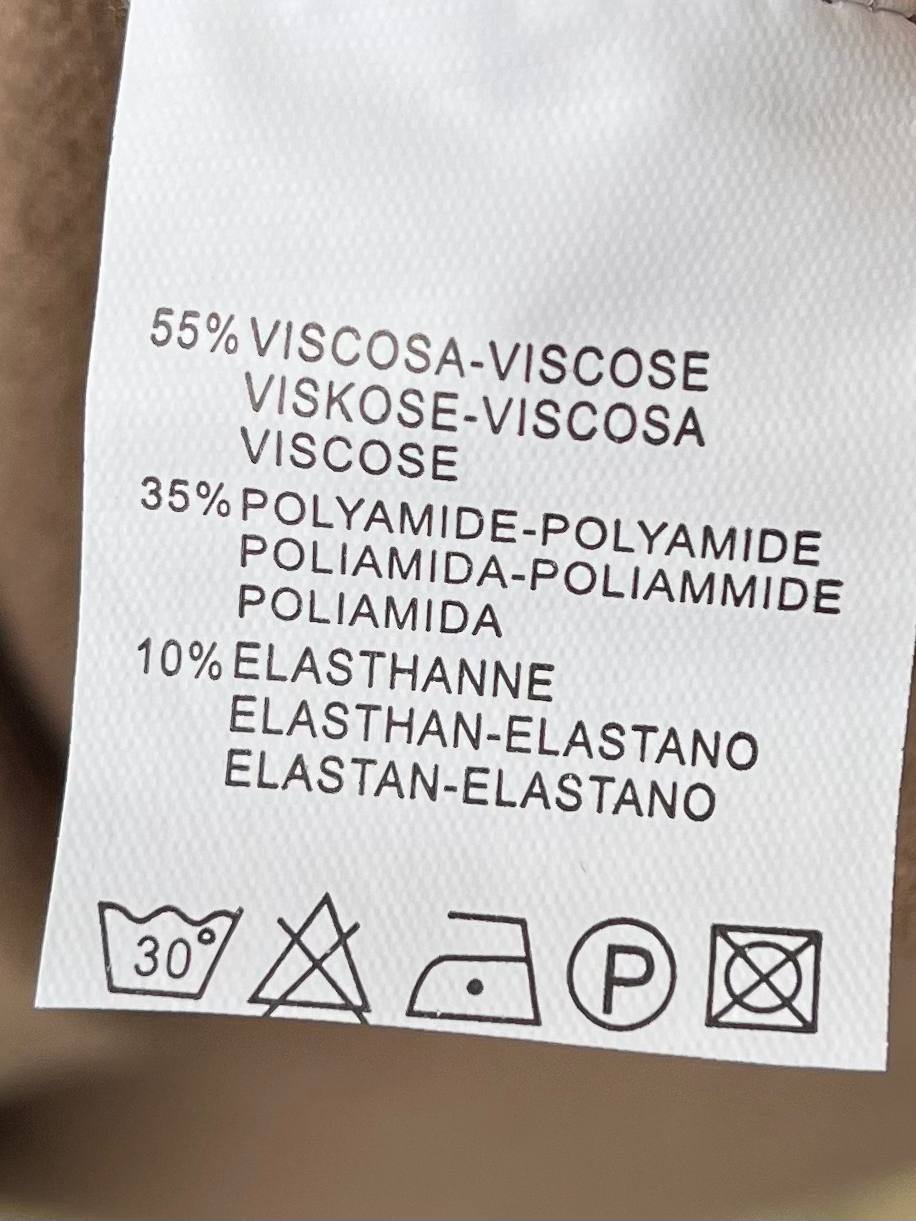 55% VISCOSA-VISCOSE
VISKOSE-VISCOSA
VISCOSE
35% POLYAMIDE-POLYAMIDE
POLIAMIDA-POLIAMMIDE
POLIAMIDA
10% ELASTHANNE
ELASTHAN-ELASTANO
ELASTAN-ELASTANO
30° P